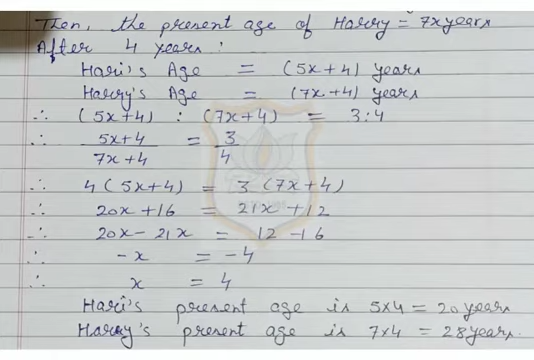 Then, the present age of Harry = 7x years
After 4 years :
Hari's Age = (5x+4) years
Harry's Age = (7x+4) years
∴ (5x+4) : (7x+4) = 3:4
∴ 5x+4 / 7x+4 = 3 / 4
∴ 4(5x+4) = 3(7x+4)
∴ 20x+16 = 21x+12
∴ 20x-21x = 12-16
∴ -x = -4
∴ x = 4
Hari's present age is 5x4 = 20 years
Harry's present age is 7x4 = 28 years.